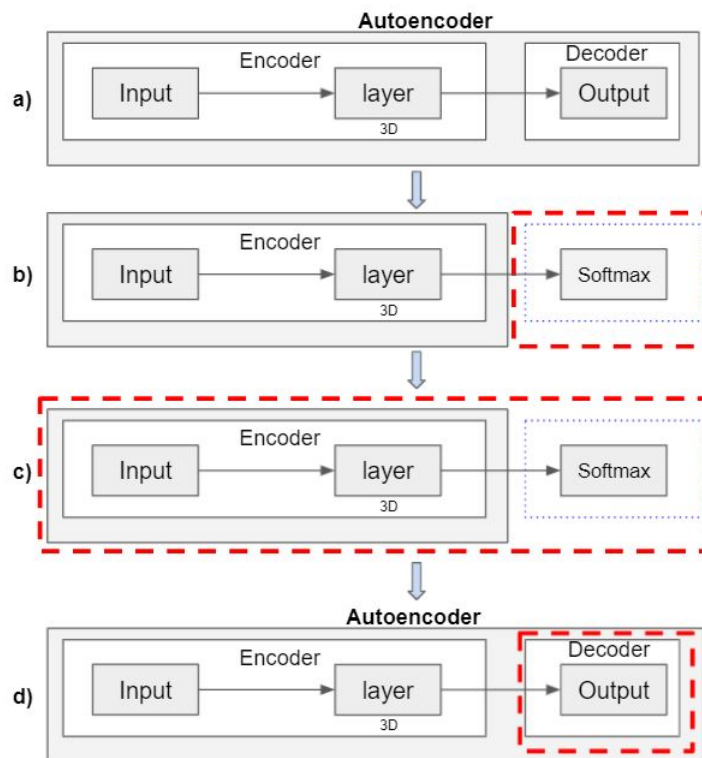 Autoencoder
a)
Encoder
Decoder
Input
layer
Output
3D
b)
Encoder
Input
layer
Softmax
3D
c)
Encoder
Input
layer
Softmax
3D
Autoencoder
d)
Encoder
Decoder
Input
layer
Output
3D